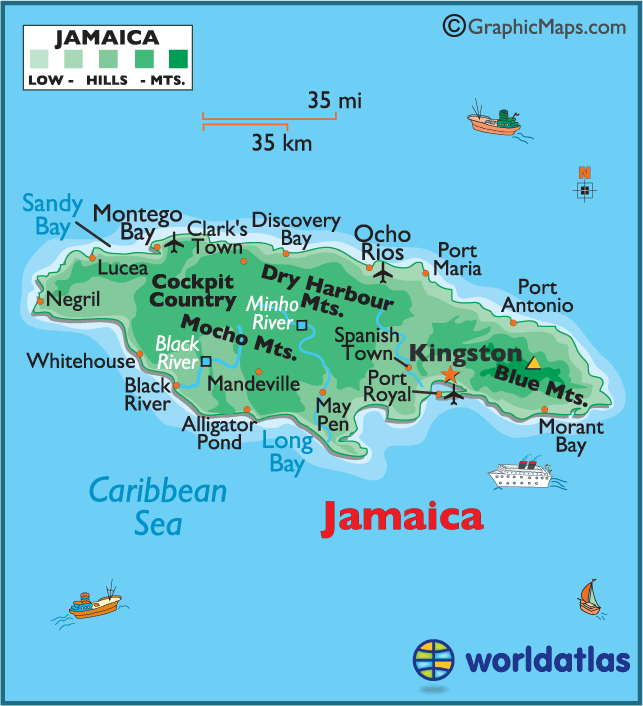 ©GraphicMaps.com
JAMAICA
LOW - HILLS - MTS.
35 mi
35 km
N
Sandy
Bay
Montego
Bay
Clark's
Town
Discovery
Bay
Ocho
Rios
Port
Maria
Port
Antonio
Lucea
Negril
Cockpit
Country
Dry Harbour
Mts.
Minho
River
Mocho Mts.
Black
River
Spanish
Town
Kingston
Blue Mts.
Whitehouse
Black
River
Mandeville
Port
Royal
May
Pen
Alligator
Pond
Long
Bay
Morant
Bay
Caribbean
Sea
Jamaica
worldatlas